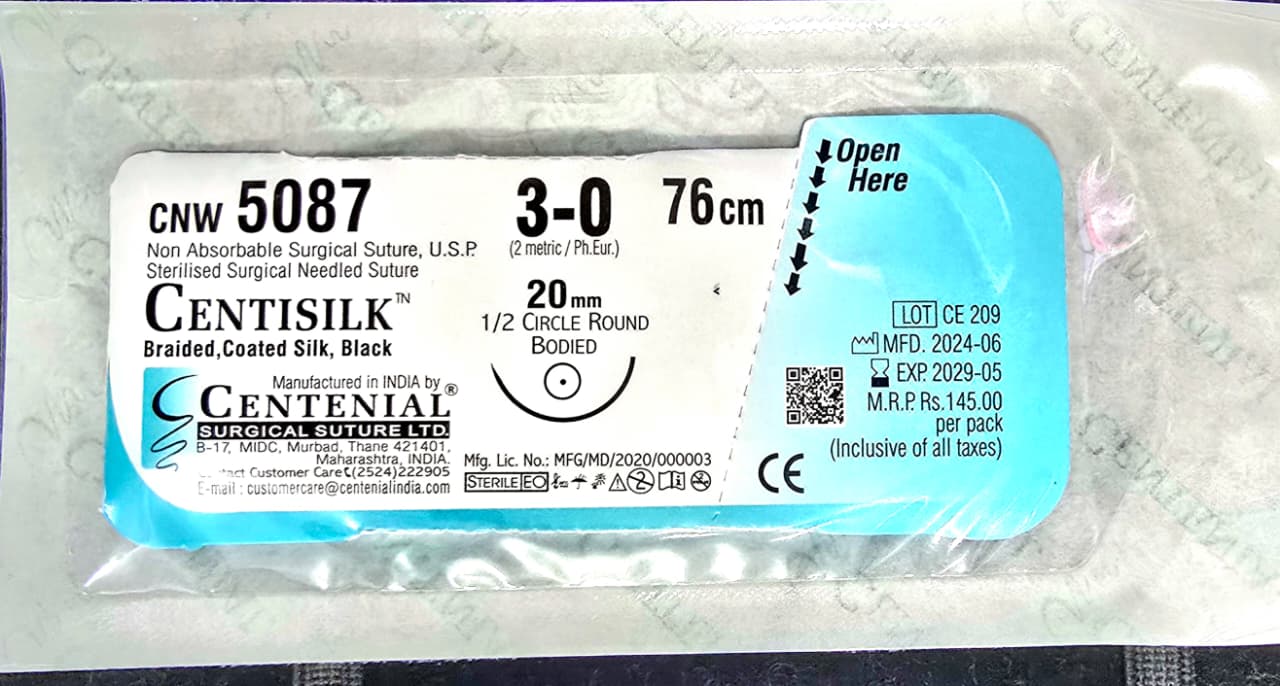 CNW 5087
Non Absorbable Surgical Suture, U.S.P.
Sterilised Surgical Needled Suture
CENTISILK™
Braided,Coated Silk, Black
3-0
(2 metric / Ph.Eur.)
76cm
20mm
1/2 CIRCLE ROUND
BODIED
Manufactured in INDIA by
CENTENIAL®
SURGICAL SUTURE LTD.
B-17, MIDC, Murbad, Thane 421401,
Maharashtra, INDIA.
Customer Care (2524)222905
E-mail : customercare@centenialindia.com
Mfg. Lic. No.: MFG/MD/2020/000003
STERILE EO
Open
Here
LOT CE 209
MFD. 2024-06
EXP. 2029-05
M.R.P. Rs.145.00
per pack
(Inclusive of all taxes)
CE